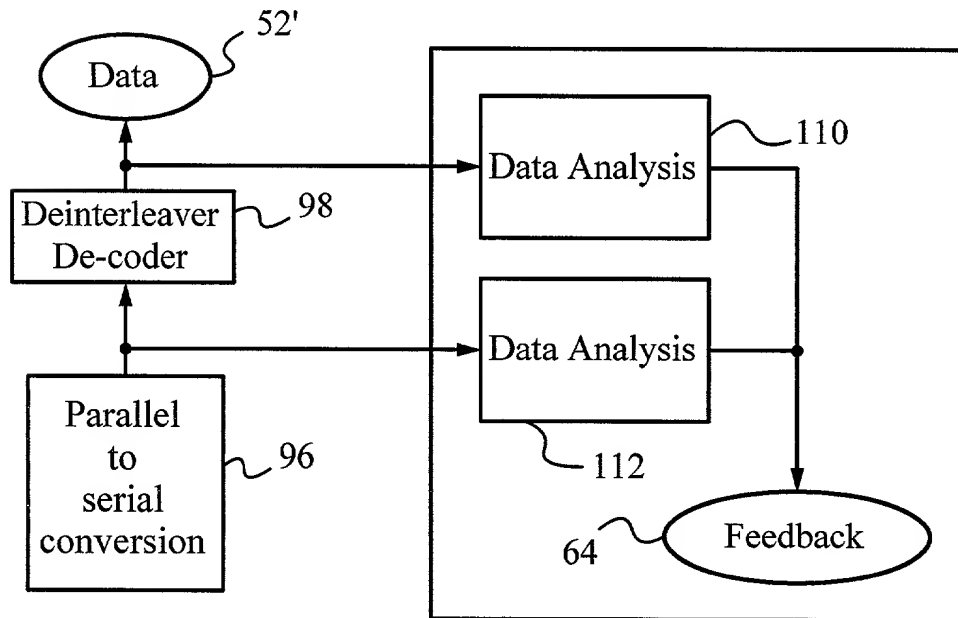 52'
Data
110
Data Analysis
98
Deinterleaver
De-coder
Data Analysis
112
Parallel
to
serial
conversion
96
64
Feedback